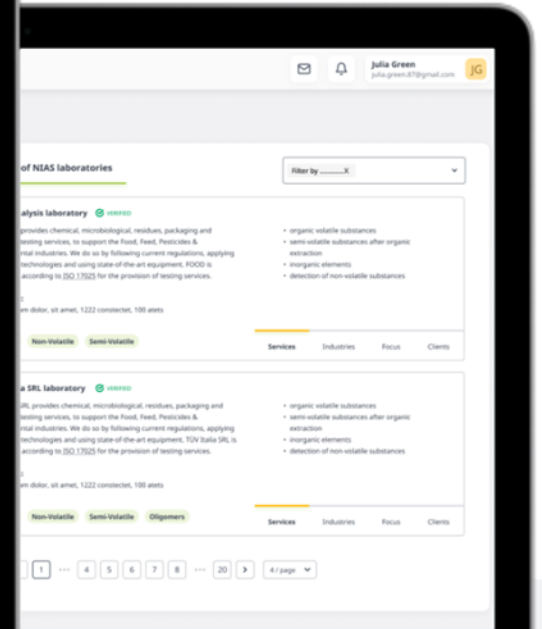 Julia Green
julia.green.87@gmail.com
JG
of NIAS laboratories
Filter by ............X
alysis laboratory
VERIFIED
provides chemical, microbiological, residues, packaging and
testing services, to support the Food, Feed, Pesticides &
ntal industries. We do so by following current regulations, applying
technologies and using state-of-the-art equipment. FOOD is
according to ISO 17025 for the provision of testing services.
m dolor, sit amet, 1222 constectet, 100 atets
Non-Volatile
Semi-Volatile
• organic volatile substances
• semi-volatile substances after organic
extraction
• inorganic elements
• detection of non-volatile substances
Services
Industries
Focus
Clients
a SRL laboratory
VERIFIED
SRL provides chemical, microbiological, residues, packaging and
testing services, to support the Food, Feed, Pesticides &
ntal industries. We do so by following current regulations, applying
technologies and using state-of-the-art equipment. TÜV Italia SRL is
according to ISO 17025 for the provision of testing services.
m dolor, sit amet, 1222 constectet, 100 atets
Non-Volatile
Semi-Volatile
Oligomers
• organic volatile substances
• semi-volatile substances after organic
extraction
• inorganic elements
• detection of non-volatile substances
Services
Industries
Focus
Clients
1 ... 4 5 6 7 8 ... 20 >
4 / page